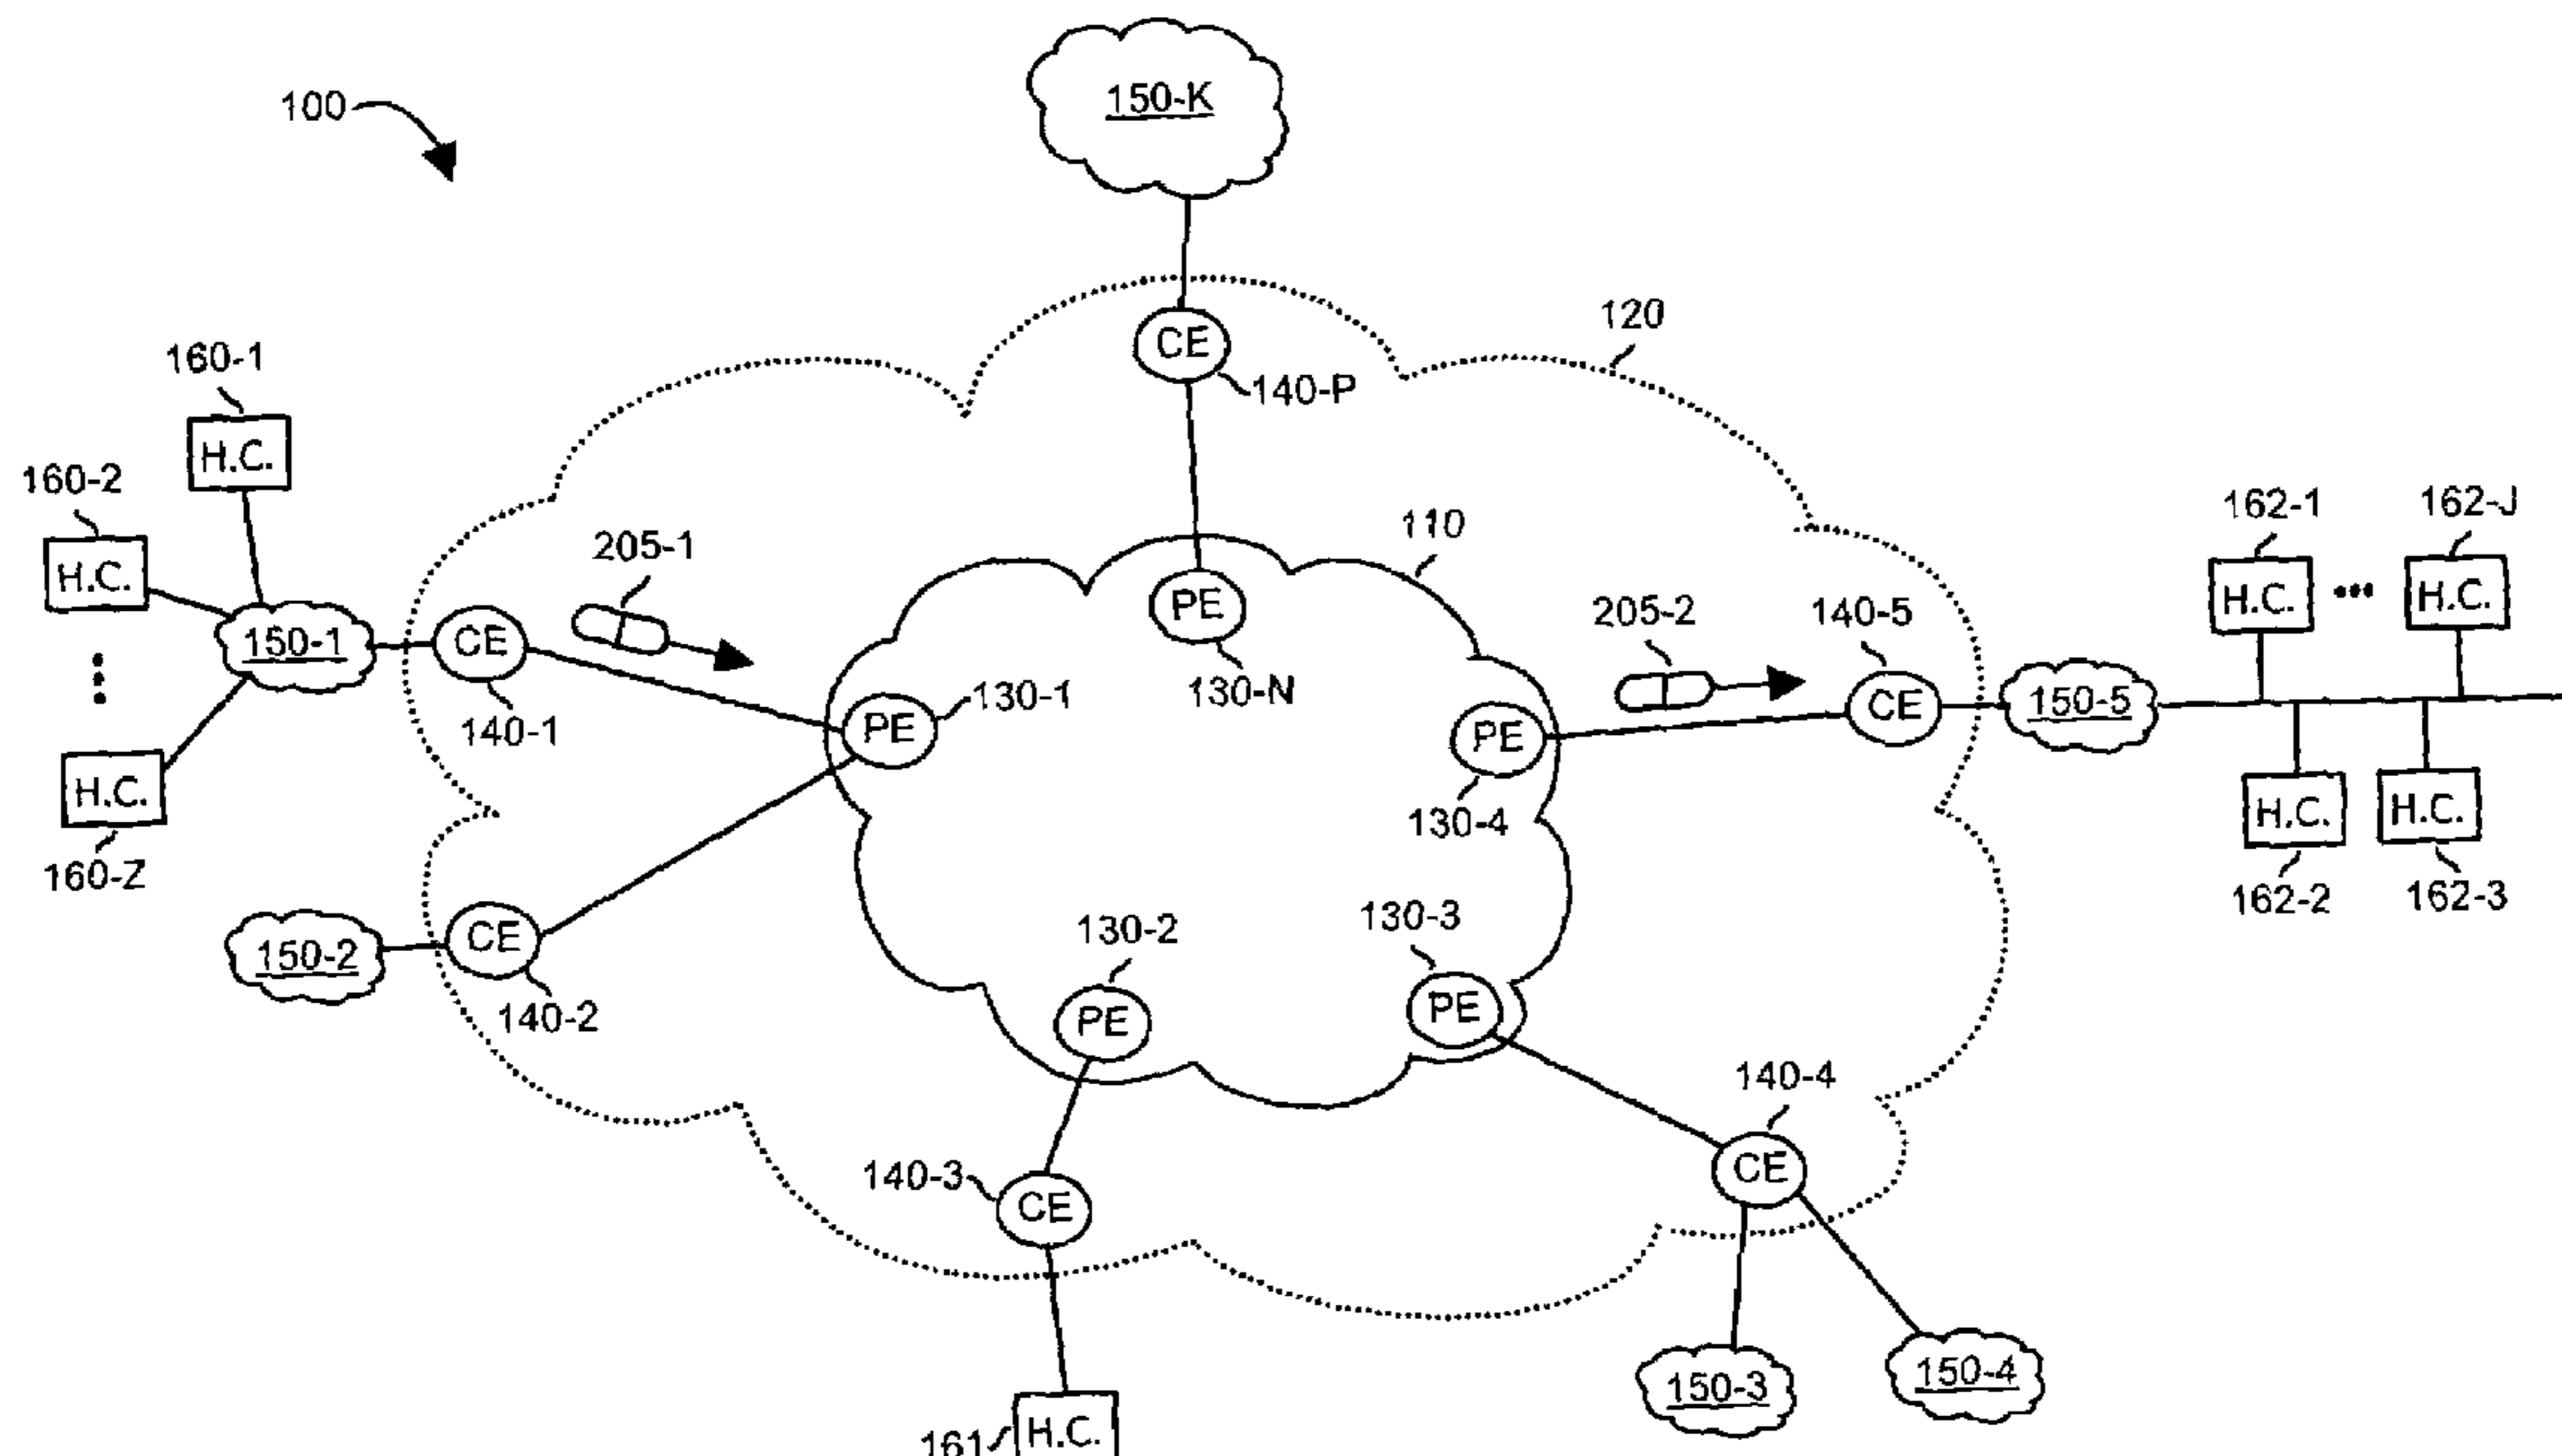 150-K
100
120
CE
140-P
160-1
H.C.
160-2
H.C.
110
162-1
162-J
205-1
H.C.
...
H.C.
PE
130-N
205-2
140-5
150-1
CE
140-1
130-1
PE
CE
150-5
PE
130-4
H.C.
160-Z
H.C.
162-2
H.C.
162-3
150-2
CE
140-2
130-2
PE
130-3
PE
140-4
CE
140-3
CE
150-3
150-4
161
H.C.